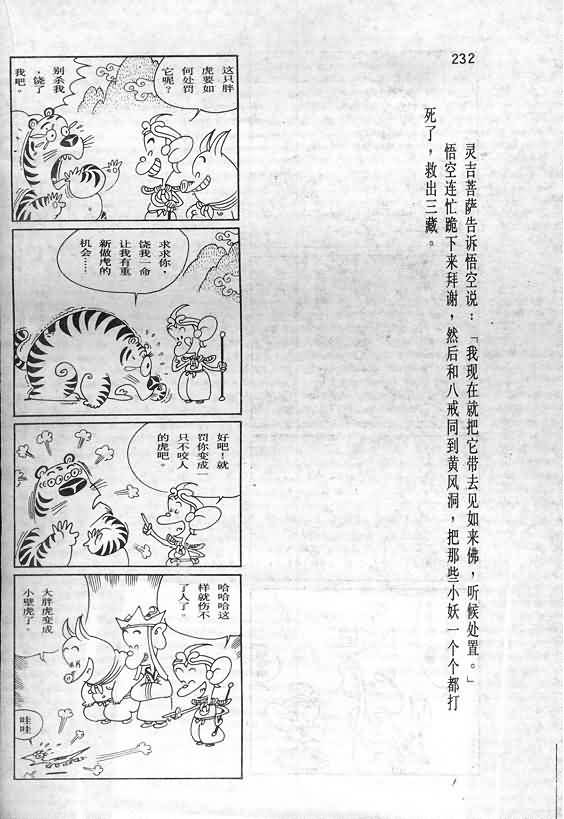 232
灵吉菩萨告诉悟空说：「我现在就把它带去见如来佛，听候处置。」
悟空连忙跪下来拜谢，然后和八戒同到黄风洞，把那些小妖一个个都打
死了，救出三藏。
这只胖
虎要如
何处罚
它呢？
别杀我
，饶了
我吧。
求求你，
饶我一命
让我有重
新做虎的
机会……
好吧！就
罚你变成一
只不咬人
的虎吧。
哈哈哈这
样就伤不
了人了。
大胖虎变成
小壁虎了。
哇哇